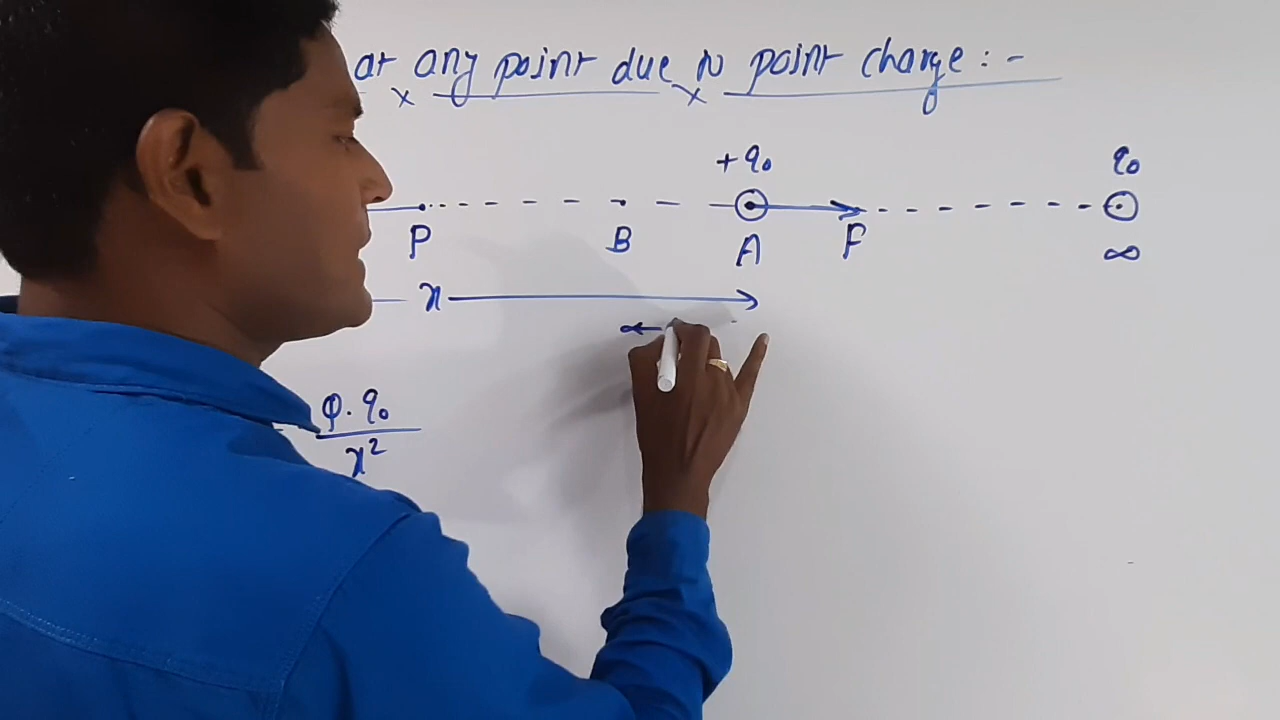 at any point due to point charge : -
+q₀ q₀
P B A F ∞
x
φ. q₀
x²